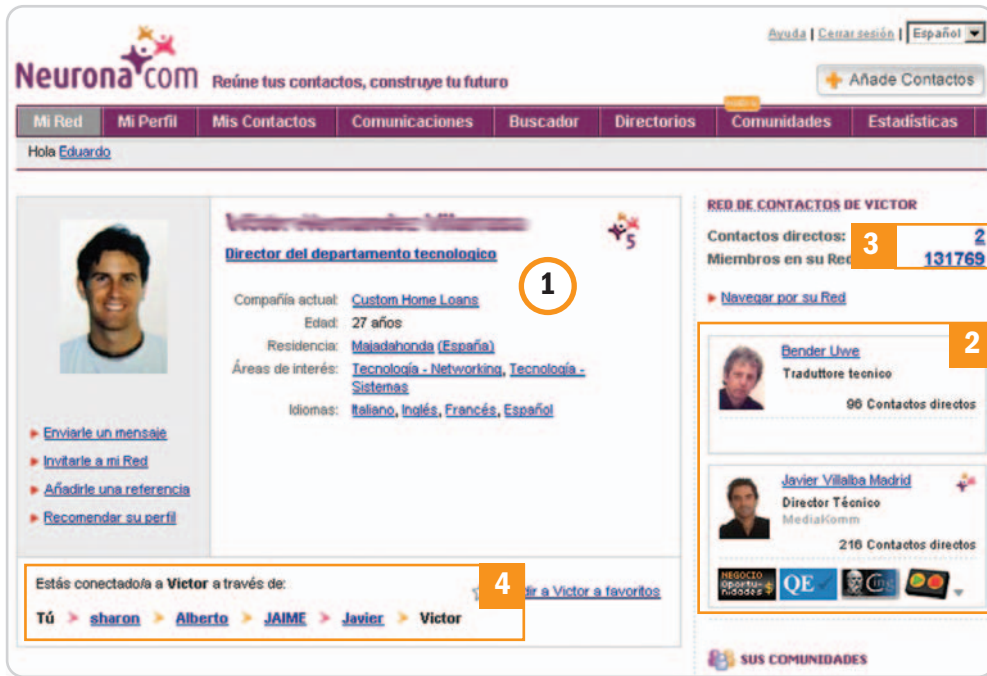 Ayuda | Cerrar sesión | Español
Neurona.com Reúne tus contactos, construye tu futuro
Añade Contactos
Mi Red Mi Perfil Mis Contactos Comunicaciones Buscador Directorios Comunidades Estadísticas
Hola Eduardo
5
Director del departamento tecnologico
1
Compañía actual: Custom Home Loans
Edad: 27 años
Residencia: Majadahonda (España)
Áreas de interés: Tecnología - Networking, Tecnología -
Sistemas
Idiomas: Italiano, Inglés, Francés, Español
Enviarle un mensaje
Invitarle a mi Red
Añadirle una referencia
Recomendar su perfil
Estás conectado/a a Victor a través de:
4
a Victor a favoritos
Tú > sharon > Alberto > JAIME > Javier > Victor
RED DE CONTACTOS DE VICTOR
Contactos directos: 3 2
Miembros en su Red 131769
Navegar por su Red
2
Bender Uwe
Traduttore tecnico
96 Contactos directos
Javier Villalba Madrid
Director Técnico
MediaKomm
216 Contactos directos
NEGOCIO
Oportu-
nidades
QE
Cing
SUS COMUNIDADES